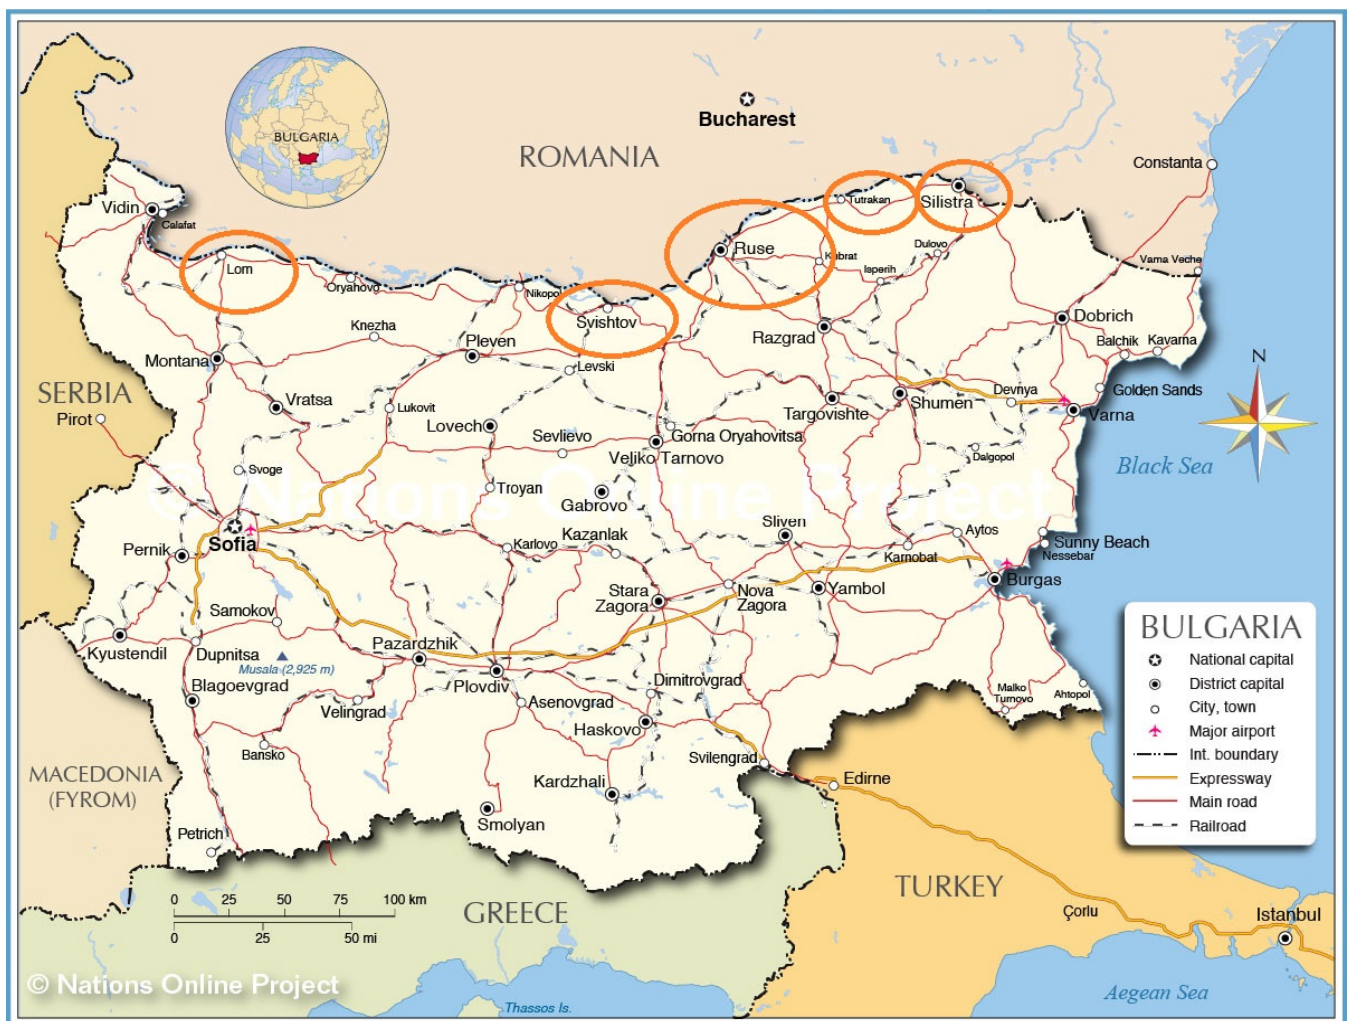 Bucharest
ROMANIA
BULGARIA
Constanta
Vidin
Calafat
Lom
Oryahovo
Nikopol
Svishtov
Ruse
Tutrakan
Silistra
Kubrat
Isperih
Dulovo
Vama Veche
Knezha
Pleven
Levski
Razgrad
Dobrich
Balchik
Kavarna
Montana
SERBIA
Pirot
Vratsa
Lukovit
Lovech
Sevlievo
Gorna Oryahovitsa
Veliko Tarnovo
Targovishte
Shumen
Devnya
Golden Sands
Varna
N
Black Sea
Dalgopol
Svoge
Troyan
Gabrovo
© Nations Online Project
Sofia
Pernik
Karlovo
Kazanlak
Sliven
Karnobat
Aytos
Sunny Beach
Nessebar
Burgas
Stara
Zagora
Nova
Zagora
Yambol
Samokov
Kyustendil
Dupnitsa
Musala (2,925 m)
Pazardzhik
Plovdiv
Dimitrovgrad
Blagoevgrad
Velingrad
Asenovgrad
Haskovo
Malko
Turnovo
Ahtopol
Bansko
Svilengrad
Edirne
MACEDONIA
(FYROM)
Kardzhali
Smolyan
Petrich
BULGARIA
National capital
District capital
City, town
Major airport
Int. boundary
Expressway
Main road
Railroad
0 25 50 75 100 km
0 25 50 mi
GREECE
TURKEY
Çorlu
Istanbul
© Nations Online Project
Thassos Is.
Aegean Sea